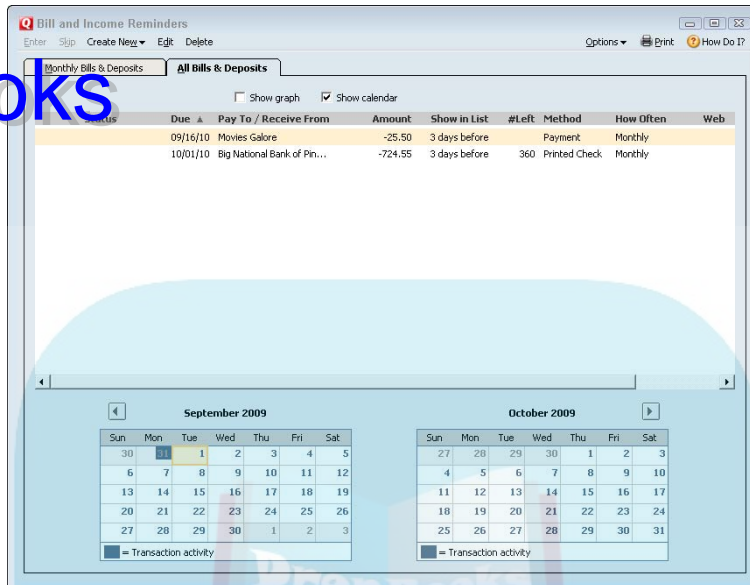 Bill and Income Reminders
Enter Skip Create New Edit Delete Options Print How Do I?
Monthly Bills & Deposits All Bills & Deposits
oks
Show graph Show calendar
Status Due Pay To / Receive From Amount Show in List #Left Method How Often Web
09/16/10 Movies Galore -25.50 3 days before Payment Monthly
10/01/10 Big National Bank of Pin... -724.55 3 days before 360 Printed Check Monthly
September 2009 October 2009
Sun Mon Tue Wed Thu Fri Sat Sun Mon Tue Wed Thu Fri Sat
30 31 1 2 3 4 5 27 28 29 30 1 2 3
6 7 8 9 10 11 12 4 5 6 7 8 9 10
13 14 15 16 17 18 19 11 12 13 14 15 16 17
20 21 22 23 24 25 26 18 19 20 21 22 23 24
27 28 29 30 1 2 3 25 26 27 28 29 30 31
= Transaction activity = Transaction activity